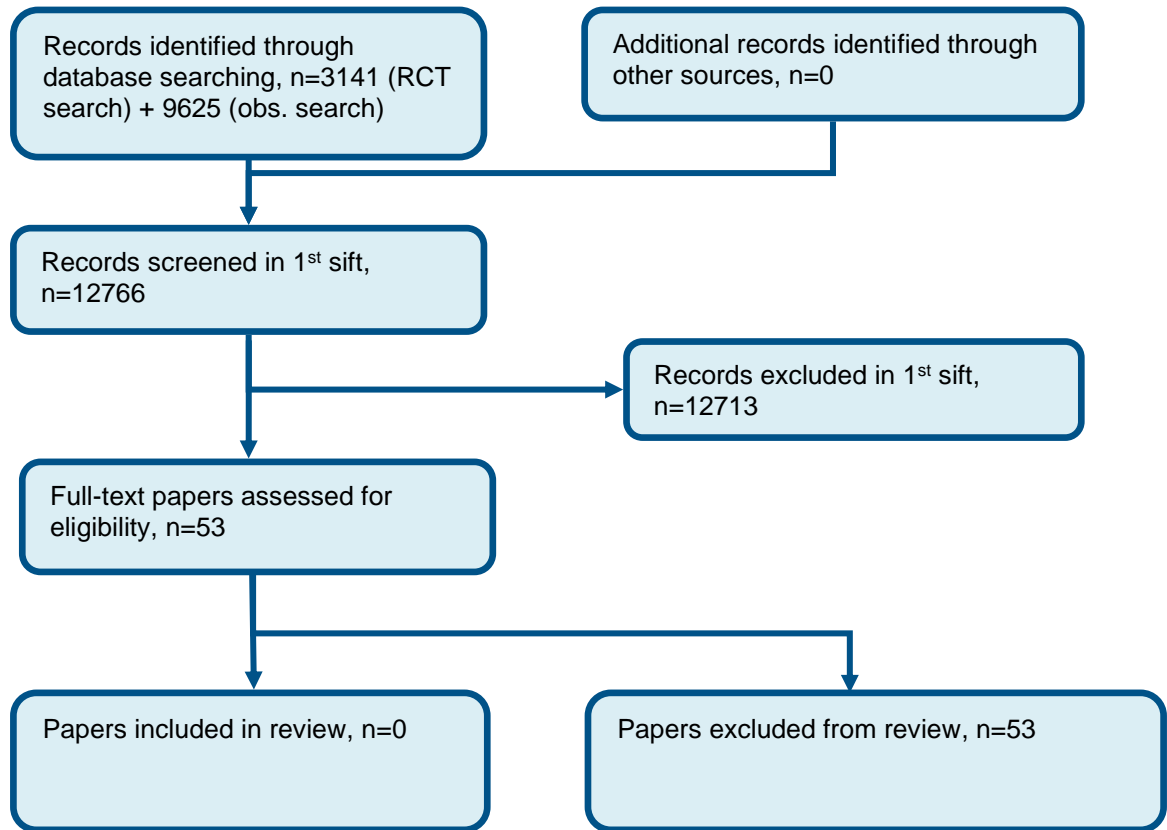 Records identified through
database searching, n=3141 (RCT
search) + 9625 (obs. search)
Additional records identified through
other sources, n=0
Records screened in 1st sift,
n=12766
Records excluded in 1st sift,
n=12713
Full-text papers assessed for
eligibility, n=53
Papers included in review, n=0
Papers excluded from review, n=53